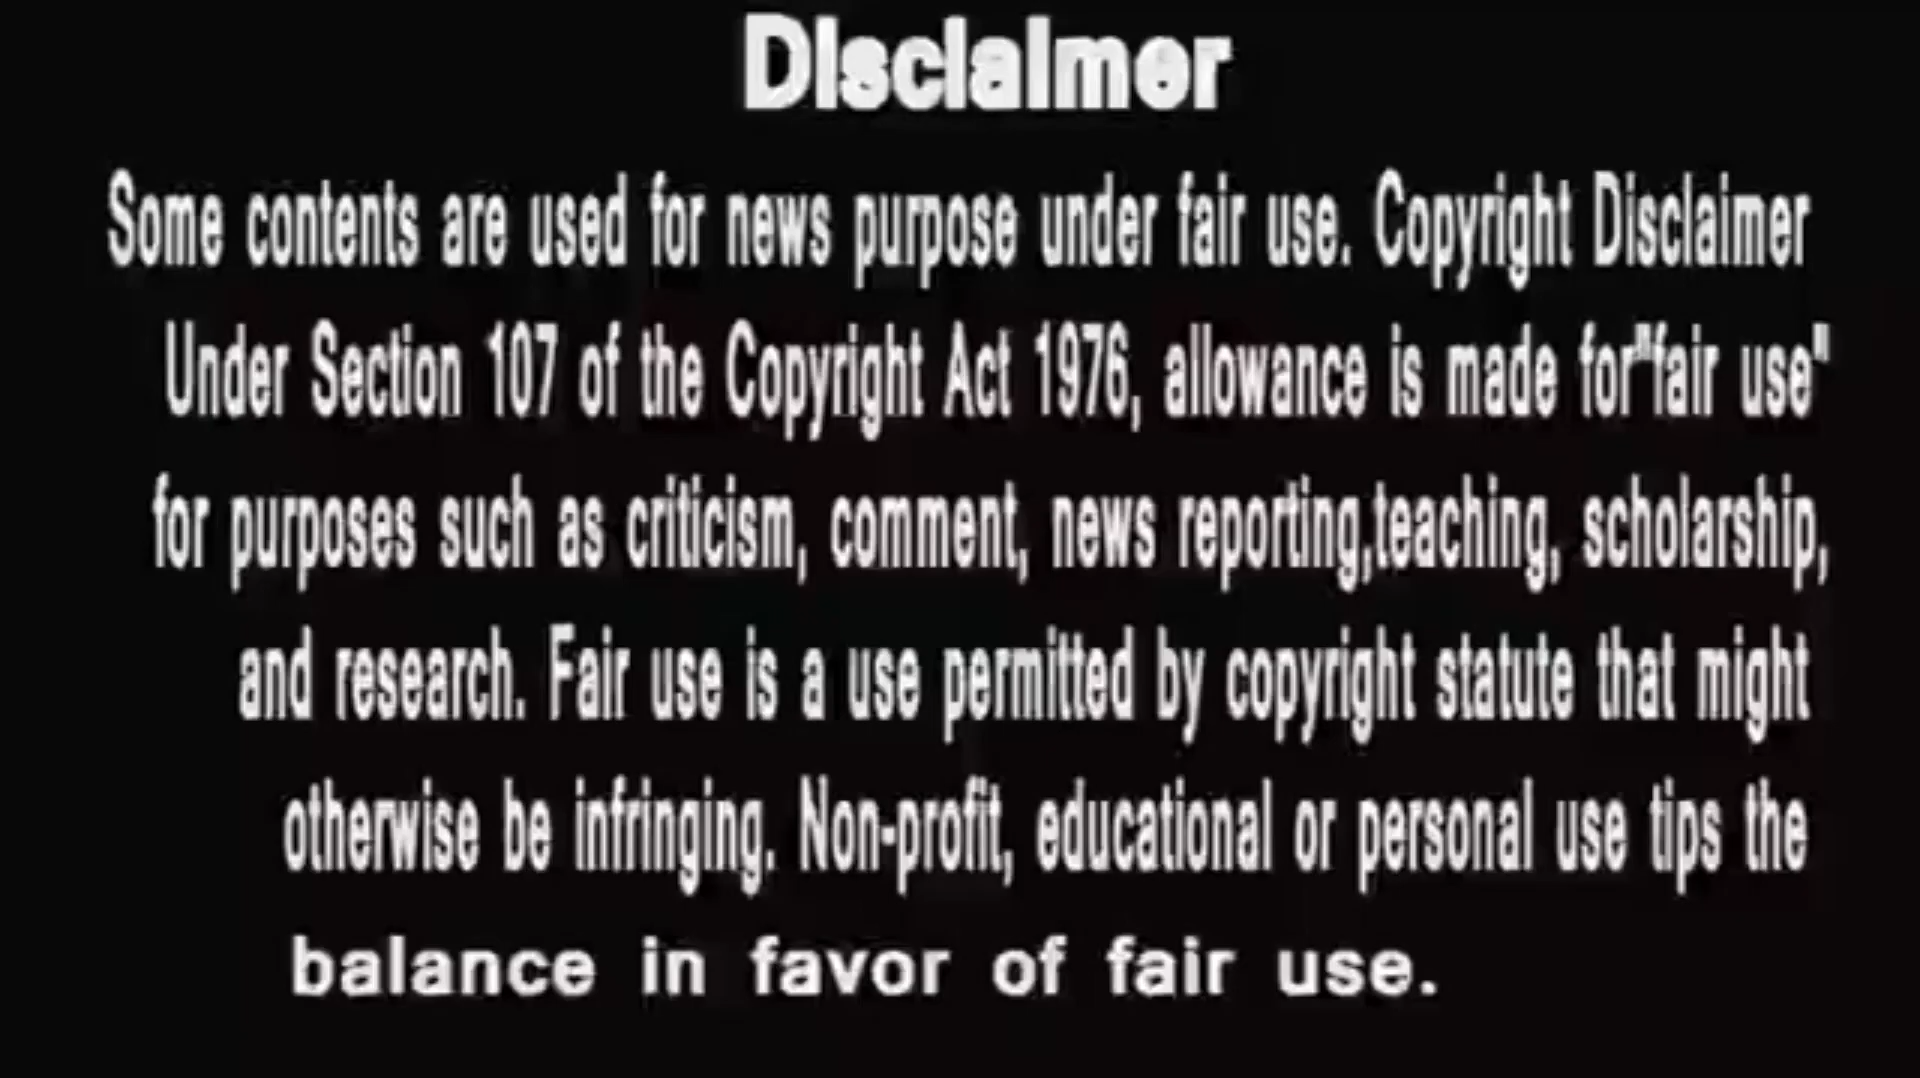 Disclaimer
Some contents are used for news purpose under fair use. Copyright Disclaimer
Under Section 107 of the Copyright Act 1976, allowance is made for"fair use"
for purposes such as criticism, comment, news reporting,teaching, scholarship,
and research. Fair use is a use permitted by copyright statute that might
otherwise be infringing. Non-profit, educational or personal use tips the
balance in favor of fair use.